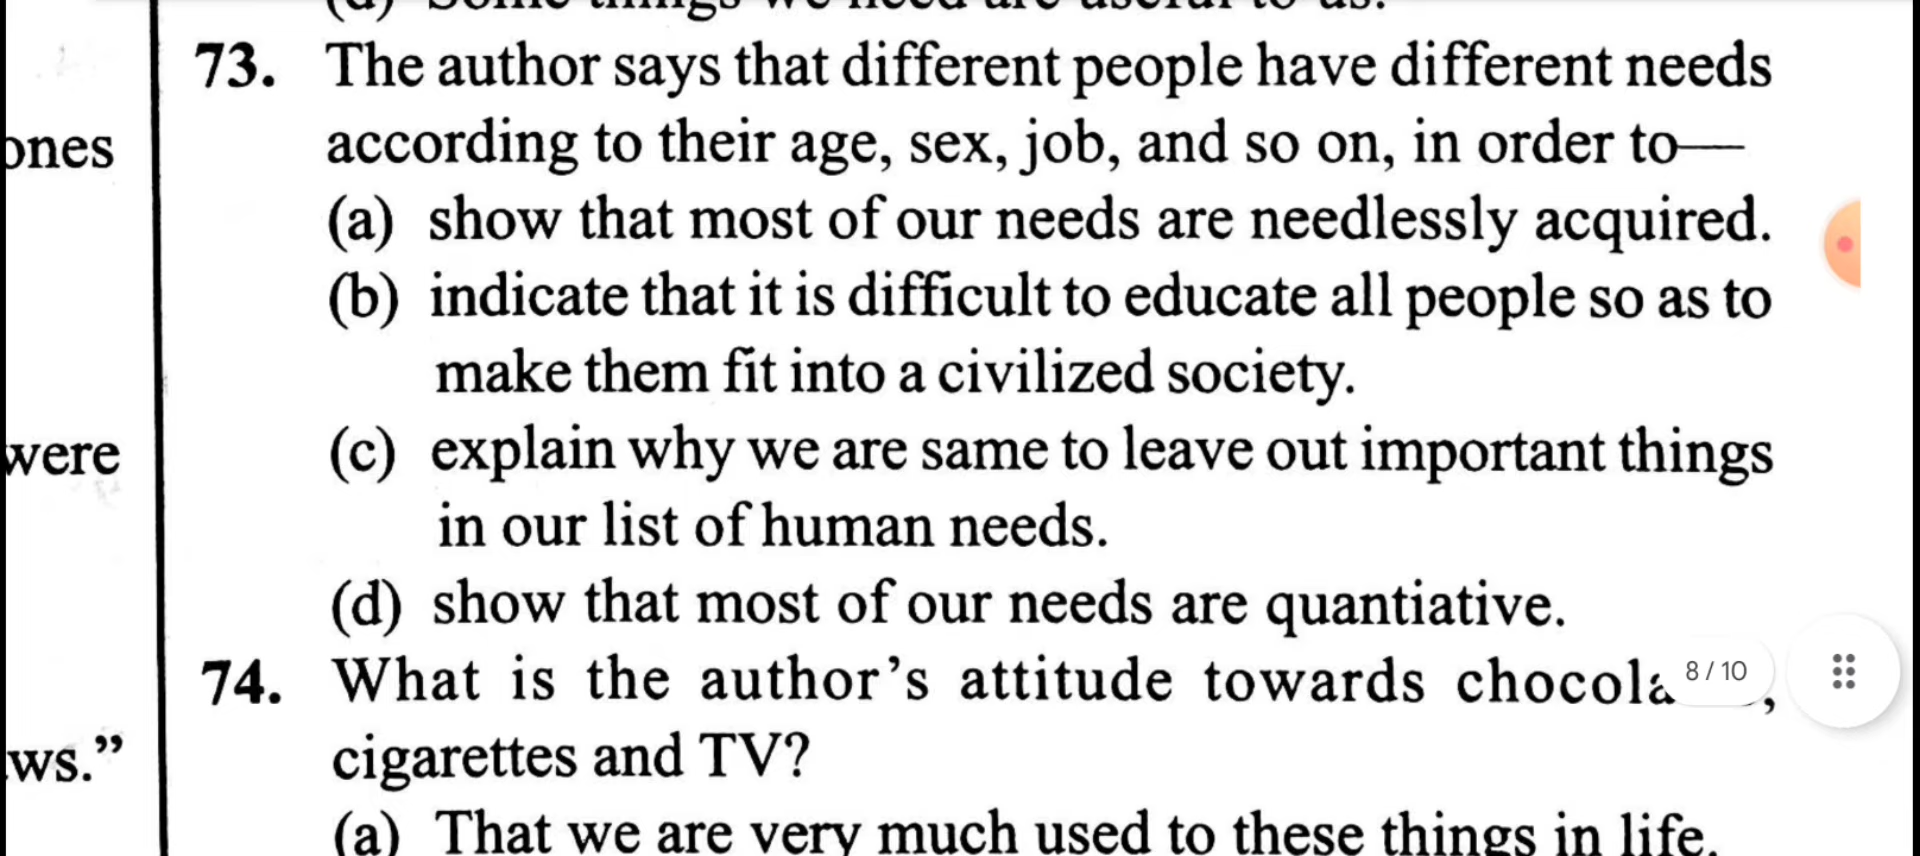 73. The author says that different people have different needs
ones
according to their age, sex, job, and so on, in order to—
(a) show that most of our needs are needlessly acquired.
(b) indicate that it is difficult to educate all people so as to
make them fit into a civilized society.
were
(c) explain why we are same to leave out important things
in our list of human needs.
(d) show that most of our needs are quantiative.
74. What is the author's attitude towards
8/10
ws.”
cigarettes and TV?
(a) That we are very much used to these things in life.